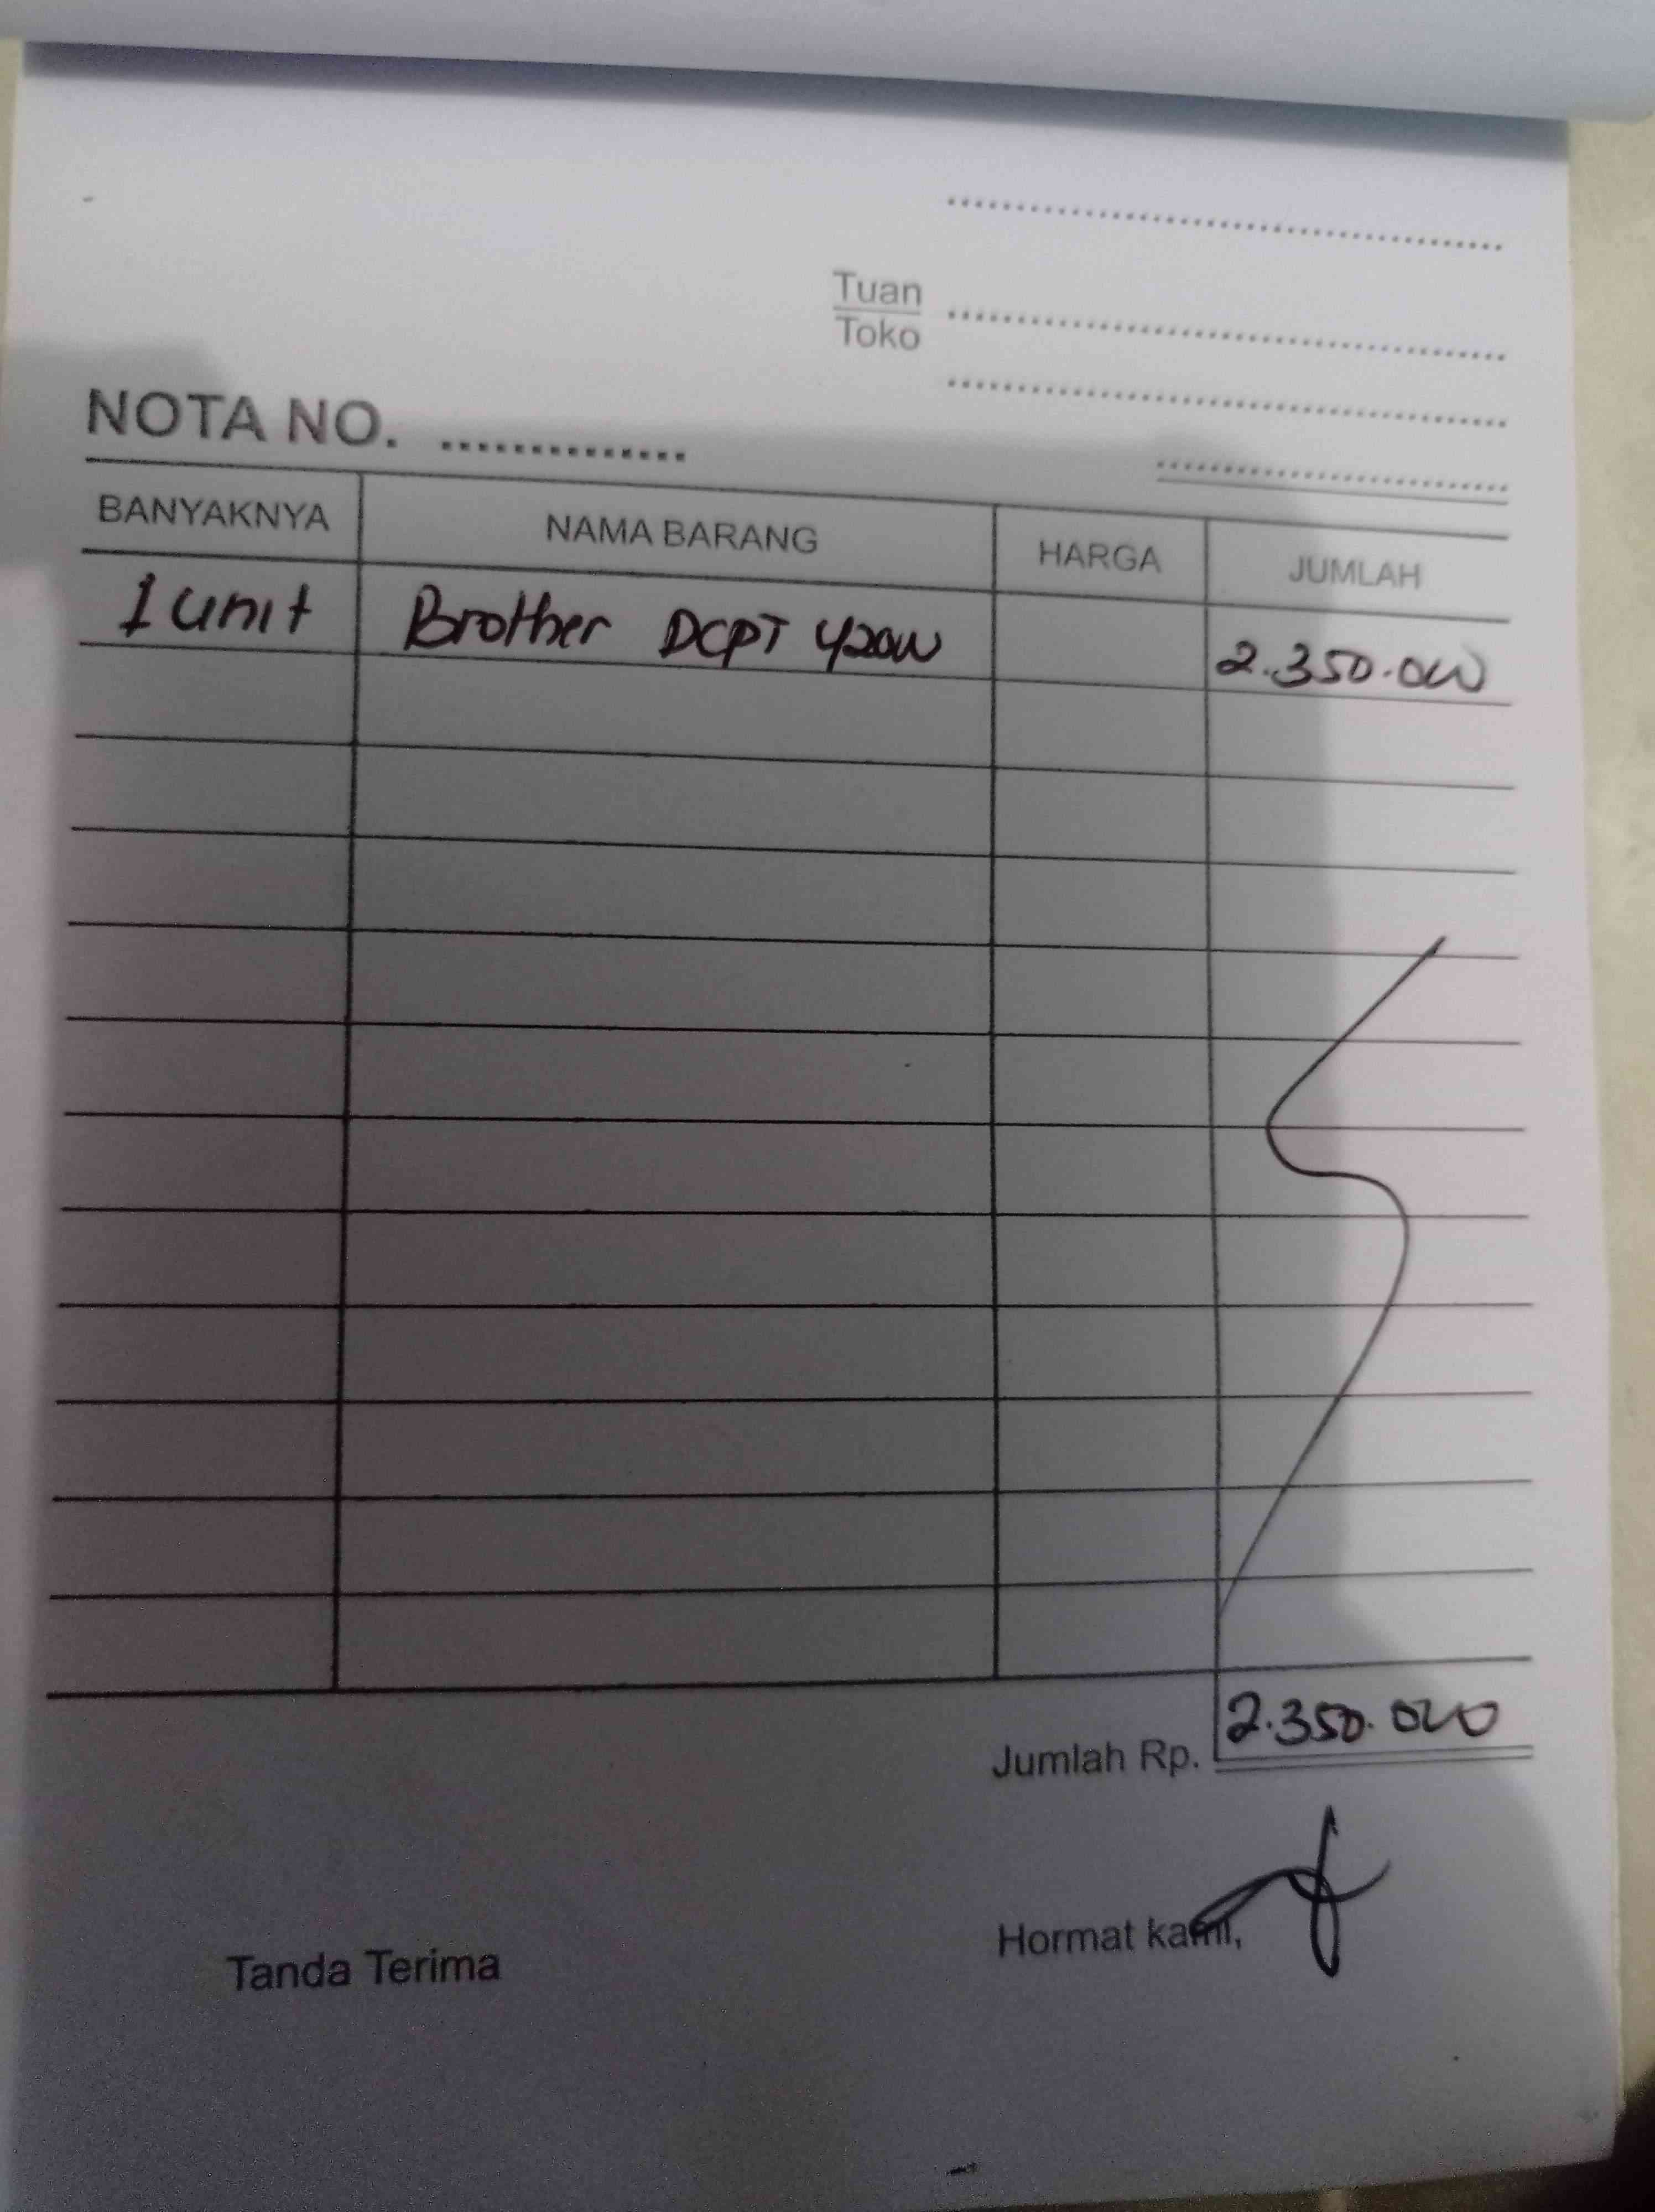 Tuan
Toko
NOTA NO. ..............
BANYAKNYA NAMA BARANG HARGA JUMLAH
1 unit Brother DCPT 420W 2.350.000
Jumlah Rp. 2.350.000
Tanda Terima Hormat kami,